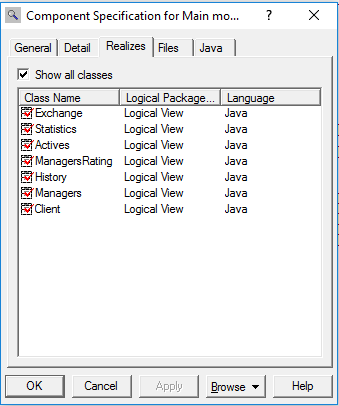 Component Specification for Main mo...
General Detail Realizes Files Java
Show all classes
Class Name Logical Package... Language
Exchange Logical View Java
Statistics Logical View Java
Actives Logical View Java
ManagersRating Logical View Java
History Logical View Java
Managers Logical View Java
Client Logical View Java
OK Cancel Apply Browse Help